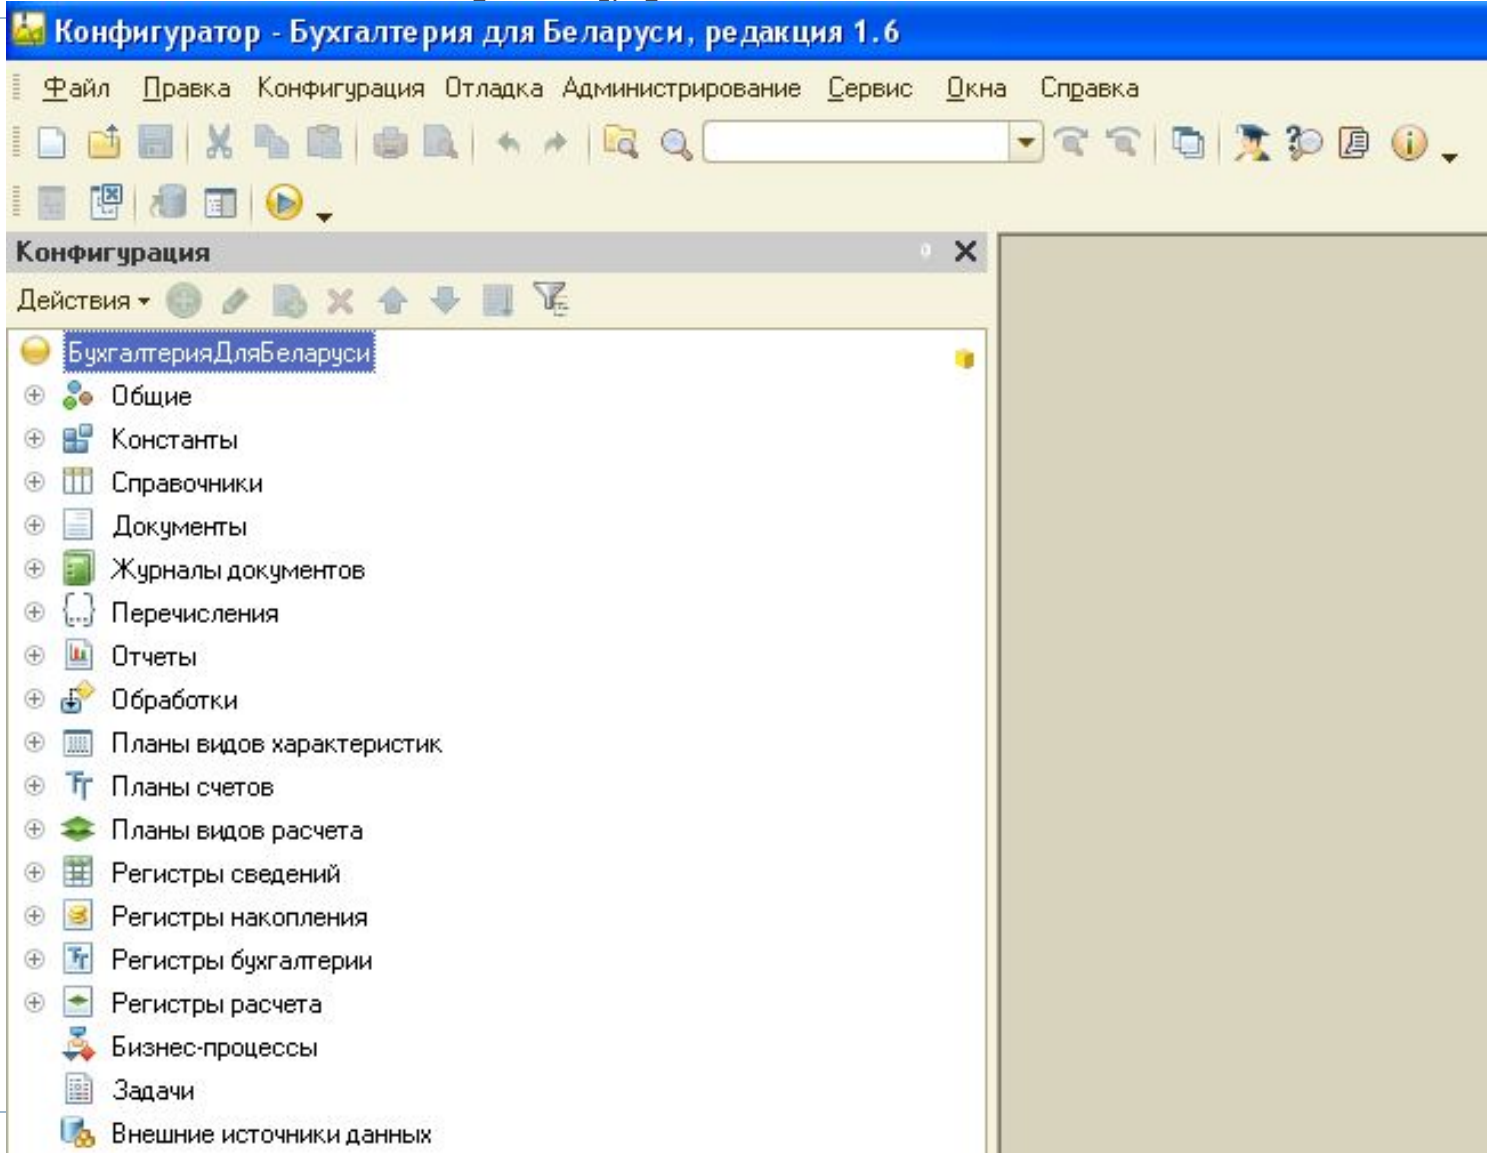 Конфигуратор - Бухгалтерия для Беларуси, редакция 1.6
Файл Правка Конфигурация Отладка Администрирование Сервис Окна Справка
Конфигурация
Действия
БухгалтерияДляБеларуси
Общие
Константы
Справочники
Документы
Журналы документов
Перечисления
Отчеты
Обработки
Планы видов характеристик
Планы счетов
Планы видов расчета
Регистры сведений
Регистры накопления
Регистры бухгалтерии
Регистры расчета
Бизнес-процессы
Задачи
Внешние источники данных